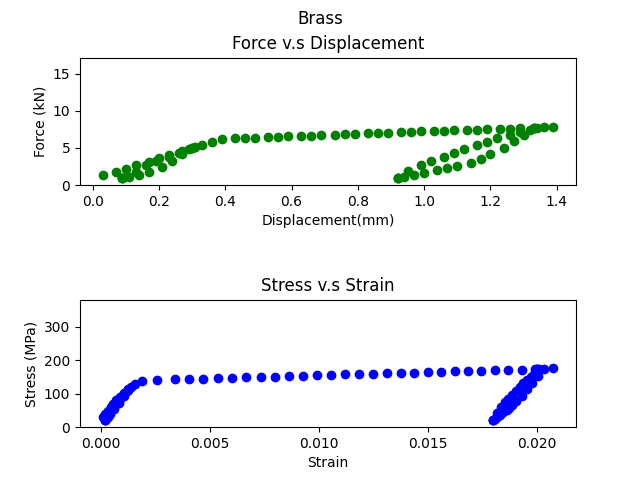 Brass
Force v.s Displacement
15
10
5
0
Force (kN)
0.0 0.2 0.4 0.6 0.8 1.0 1.2 1.4
Displacement(mm)
Stress v.s Strain
300
200
100
0
Stress (MPa)
0.000 0.005 0.010 0.015 0.020
Strain